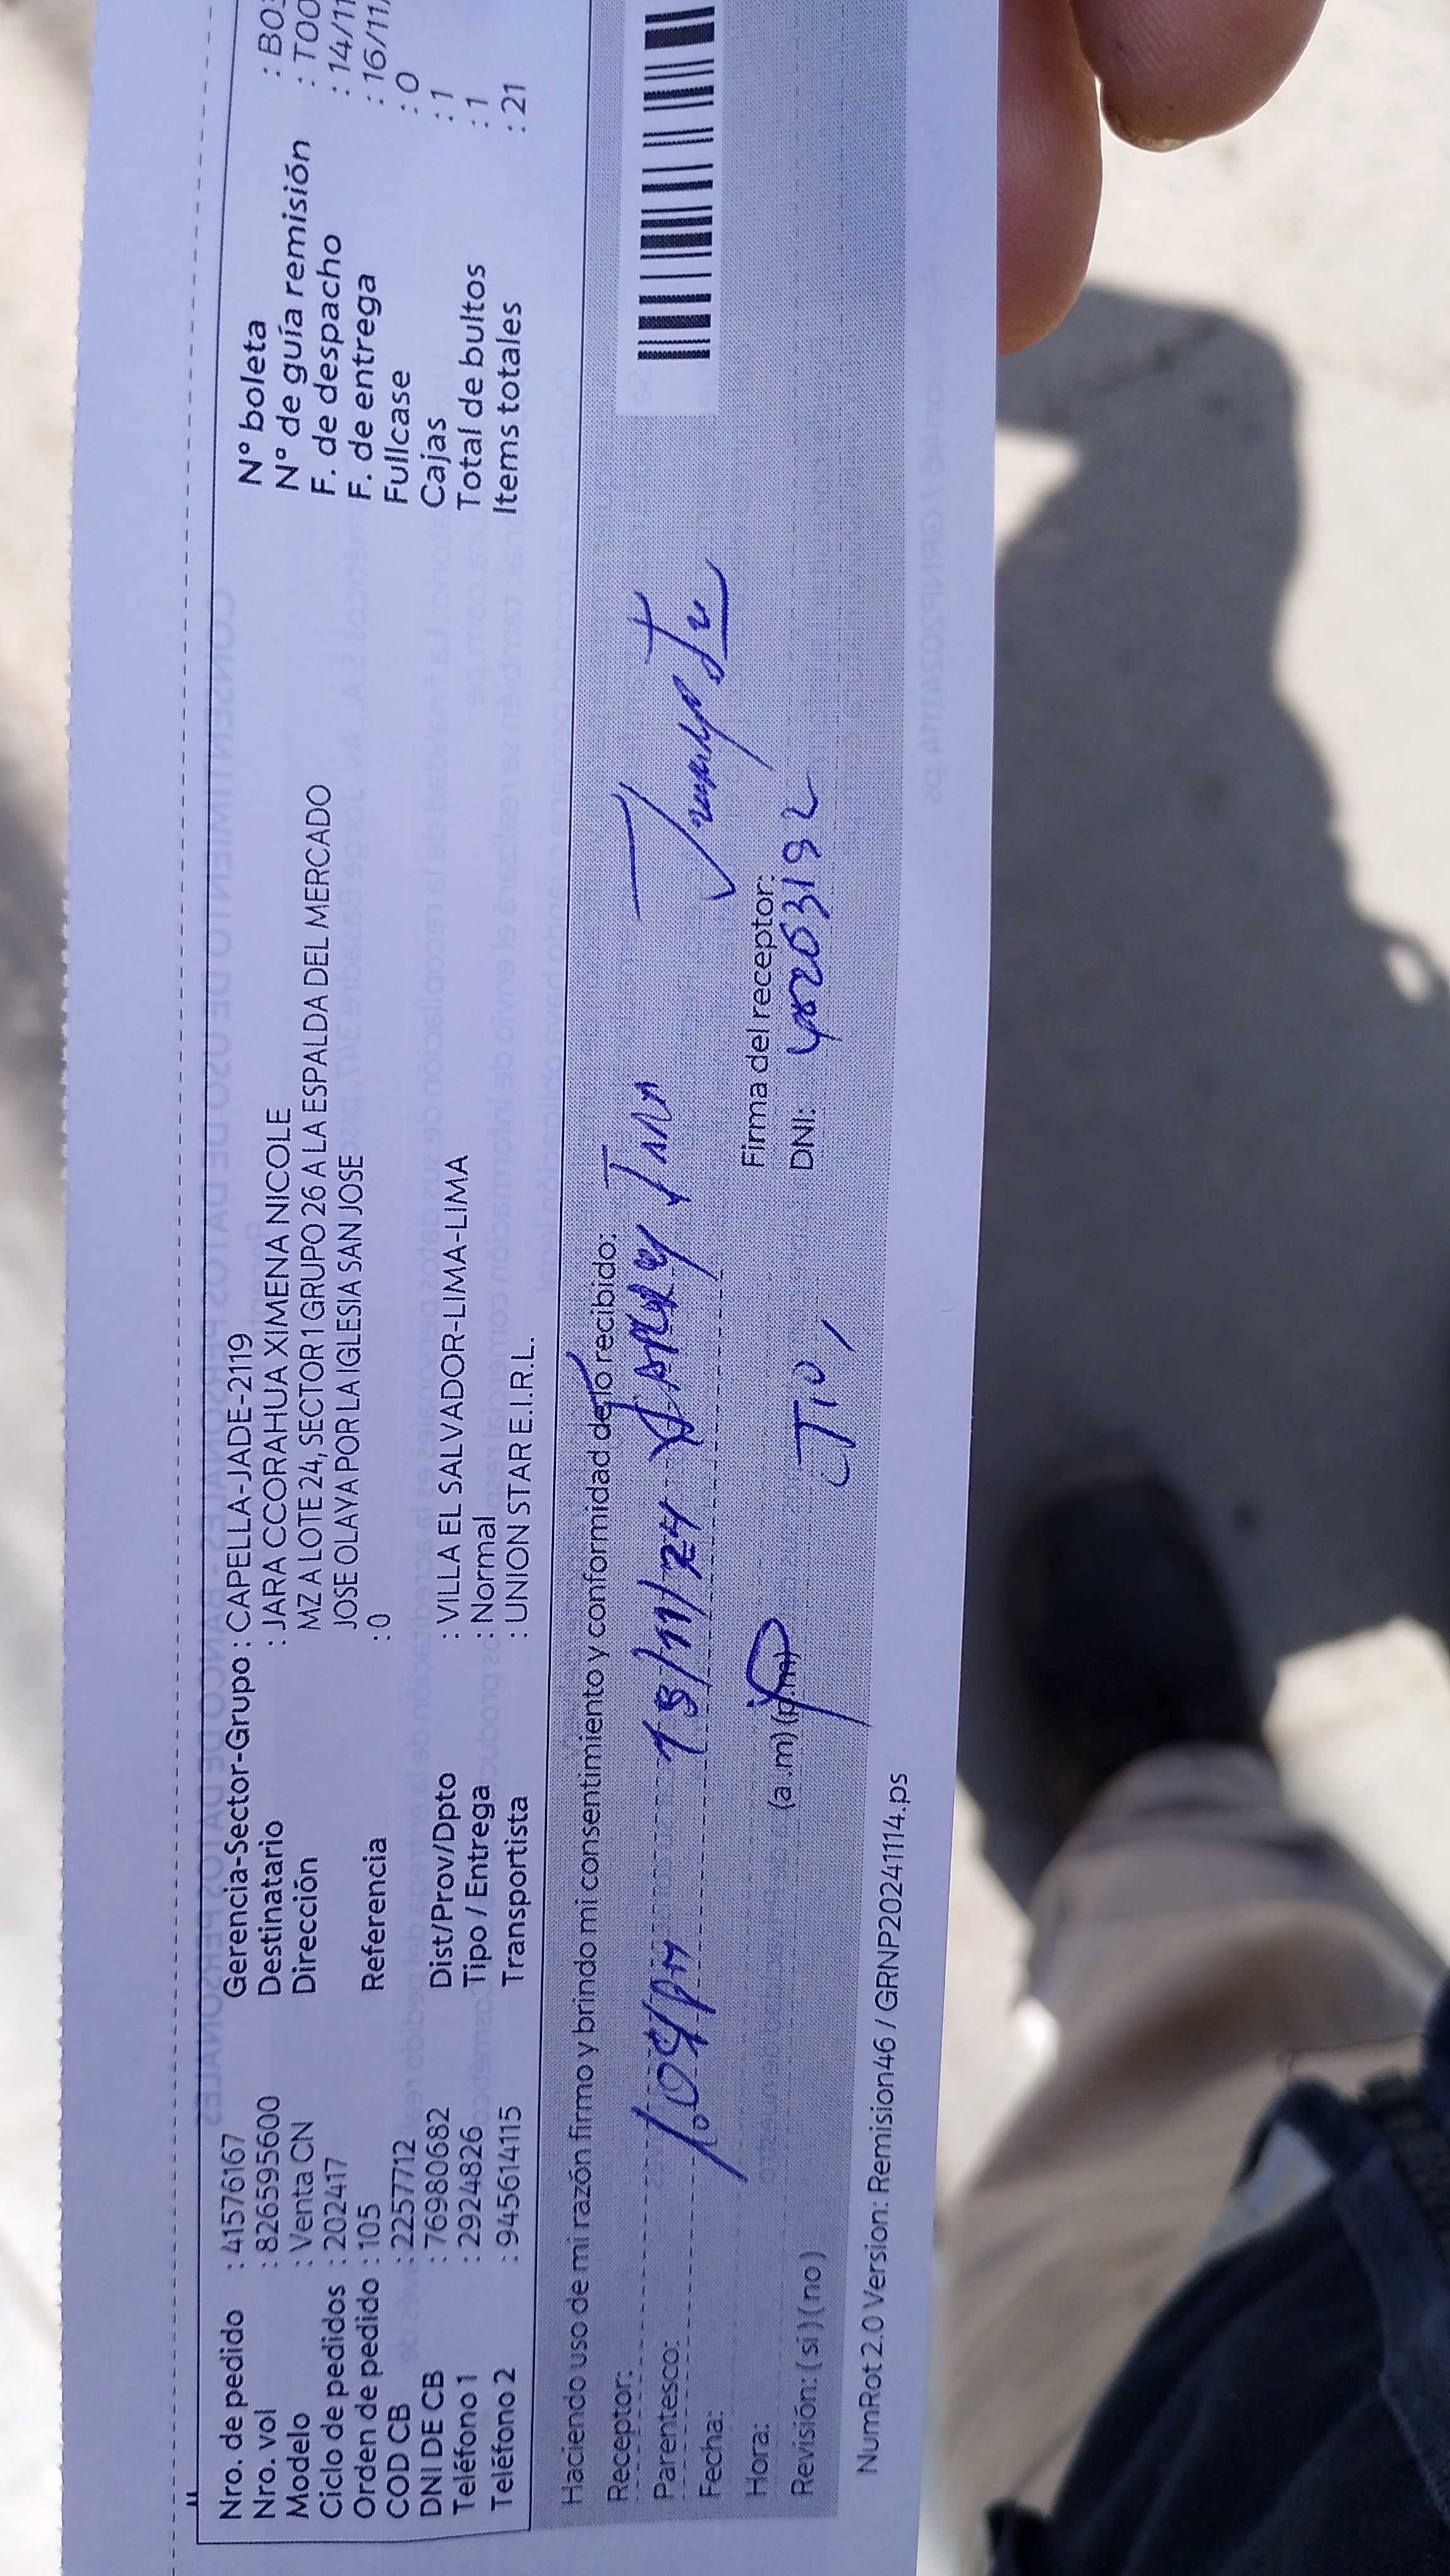 Nro. de pedido : 41576167
Nro. vol : 826595600
Modelo : Venta CN
Ciclo de pedidos : 202417
Orden de pedido : 105
COD CB : 2257712
DNI DE CB : 76980682
Teléfono 1 : 2924826
Teléfono 2 : 945614115
Gerencia-Sector-Grupo : CAPELLA-JADE-2119
Destinatario : JARA CCORAHUA XIMENA NICOLE
Dirección MZ A LOTE 24, SECTOR 1 GRUPO 26 A LA ESPALDA DEL MERCADO
JOSE OLAYA POR LA IGLESIA SAN JOSE
Referencia : 0
Dist/Prov/Dpto : VILLA EL SALVADOR-LIMA-LIMA
Tipo / Entrega : Normal
Transportista : UNION STAR E.I.R.L.
N° boleta : B0
N° de guía remisión : T00
F. de despacho : 14/11
F. de entrega : 16/11/
Fullcase : 0
Cajas : 1
Total de bultos : 1
Items totales : 21
Haciendo uso de mi razón firmo y brindo mi consentimiento y conformidad de lo recibido:
Receptor:
Parentesco:
Fecha:
Hora: (a.m) (p.m)
Revisión: ( sí ) ( no )
1:04pm 18/11/24
Tio
Firma del receptor:
DNI:
NumRot 2.0 Version: Remision46 / GRNP20241114.ps